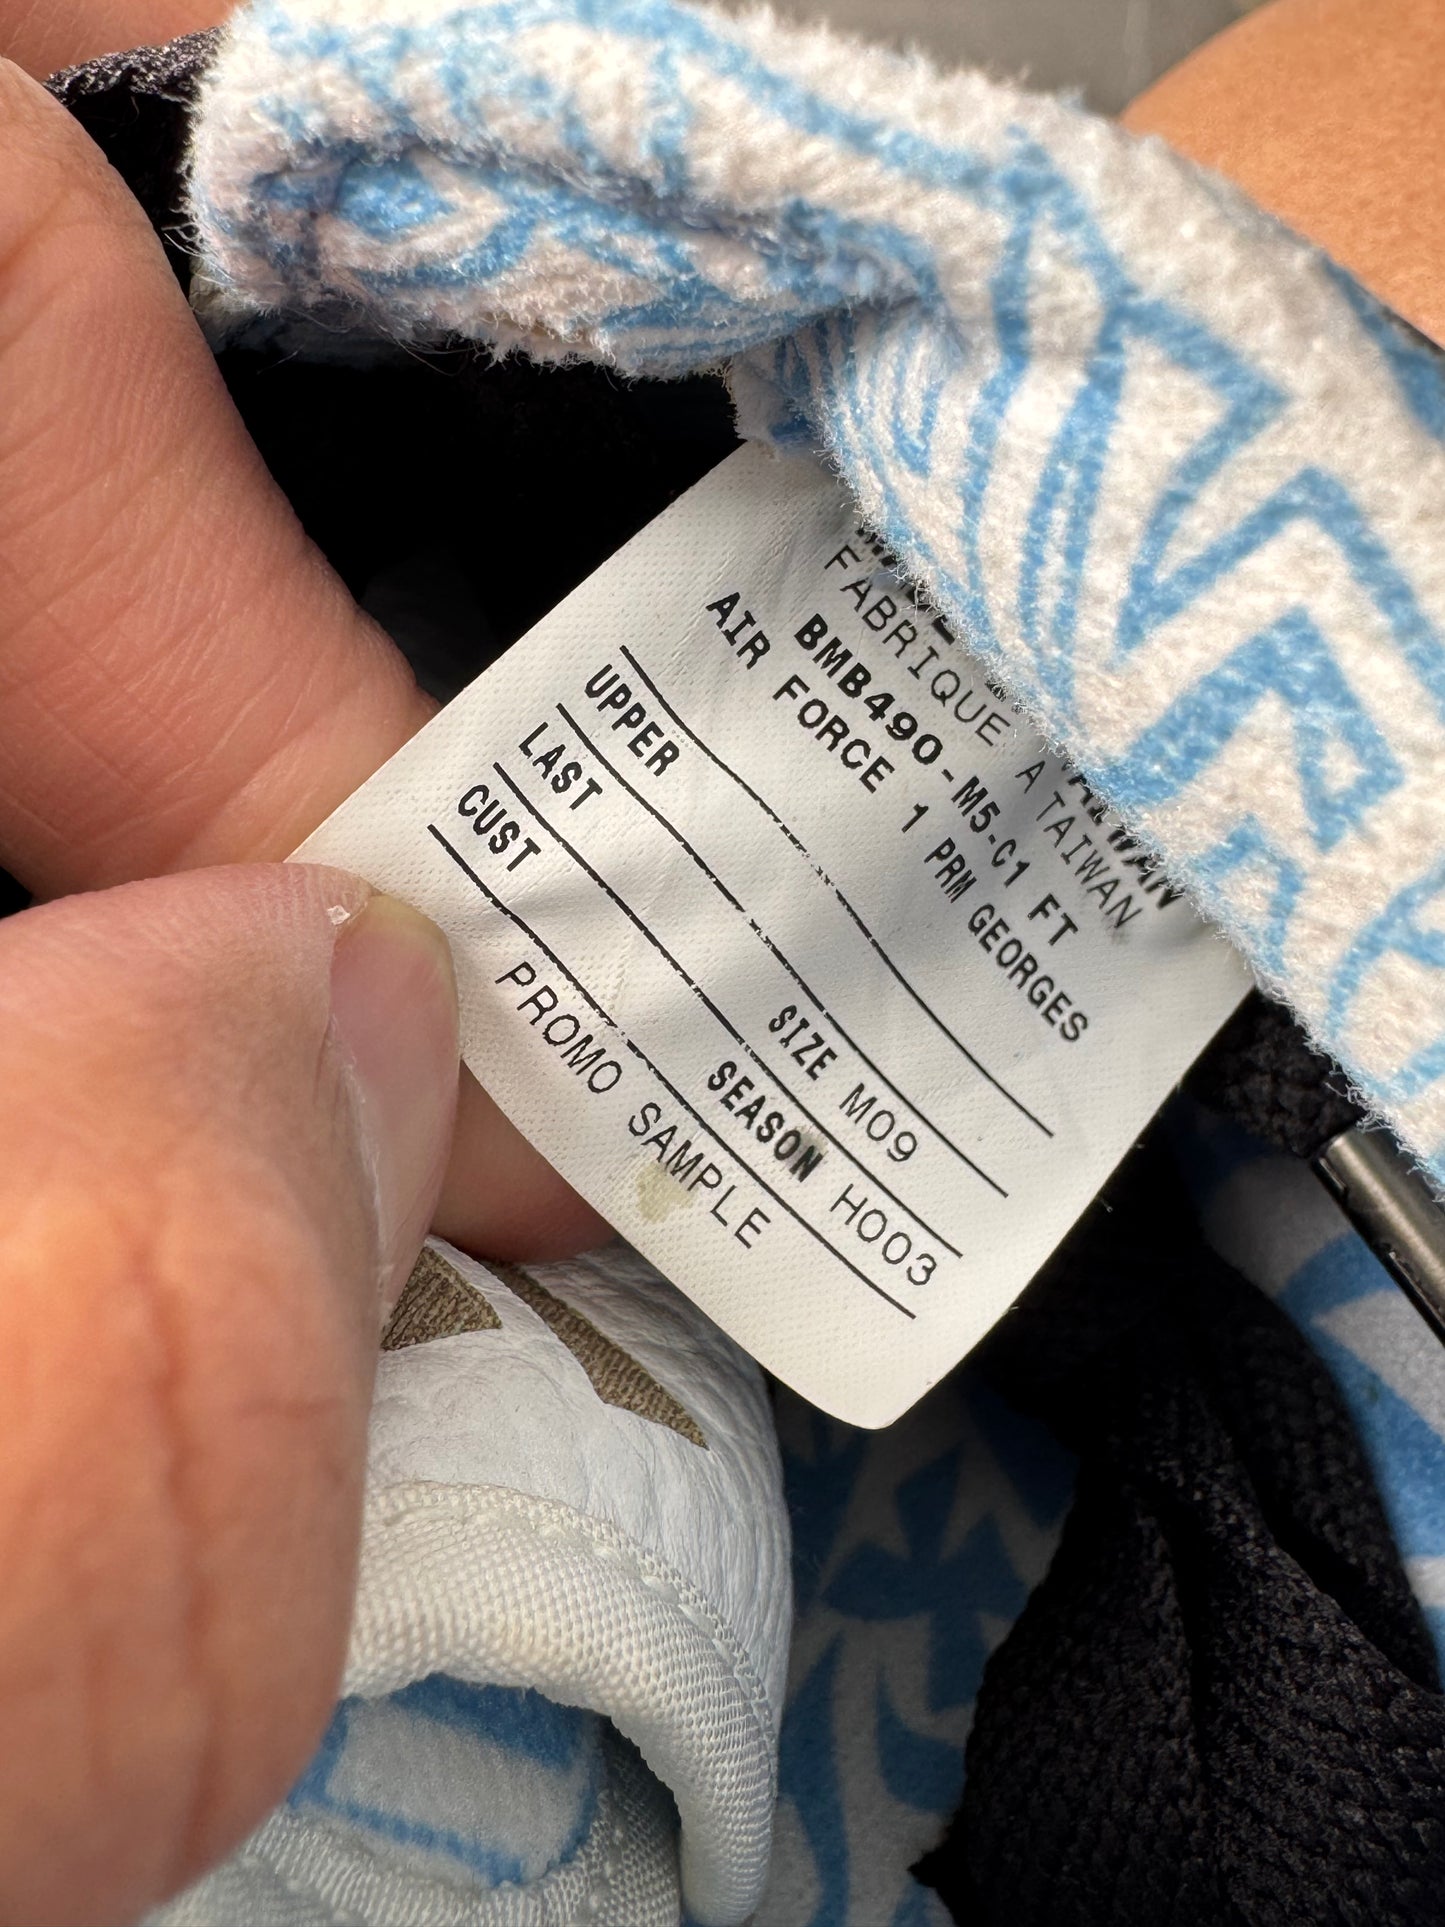 MADE
FABRIQUE A TAIWAN
BMB490-M5-C1 FT
AIR FORCE 1 PRM GEORGES
UPPER
LAST SIZE M09
CUST SEASON HO03
PROMO SAMPLE